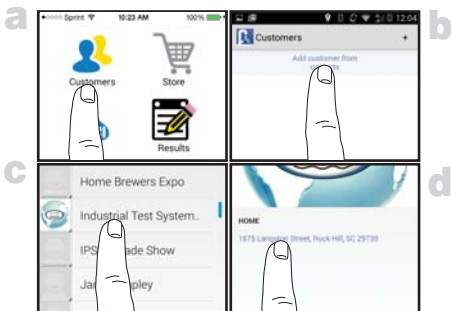 a
Sprint 10:23 AM 100%
Customers Store
Results
b
12:04
Customers +
Add customer from
c
Home Brewers Expo
Industrial Test System..
IPS ade Show
Ja pley
d
HOME
1875 Langston Street, Rock Hill, SC 29730